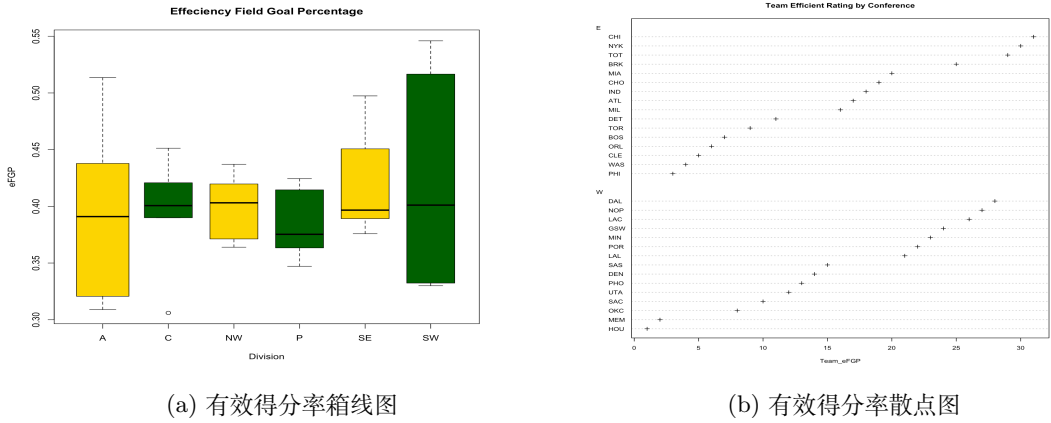 Effeciency Field Goal Percentage
eFGP
0.55
0.50
0.45
0.40
0.35
0.30
A C NW P SE SW
Division
(a) 有效得分率箱线图
Team Efficient Rating by Conference
E
CHI
NYK
TOT
BRK
MIA
CHO
IND
ATL
MIL
DET
TOR
BOS
ORL
CLE
WAS
PHI
W
DAL
NOP
LAC
GSW
MIN
POR
LAL
SAS
DEN
PHO
UTA
SAC
OKC
MEM
HOU
0 5 10 15 20 25 30
Team_eFGP
(b) 有效得分率散点图